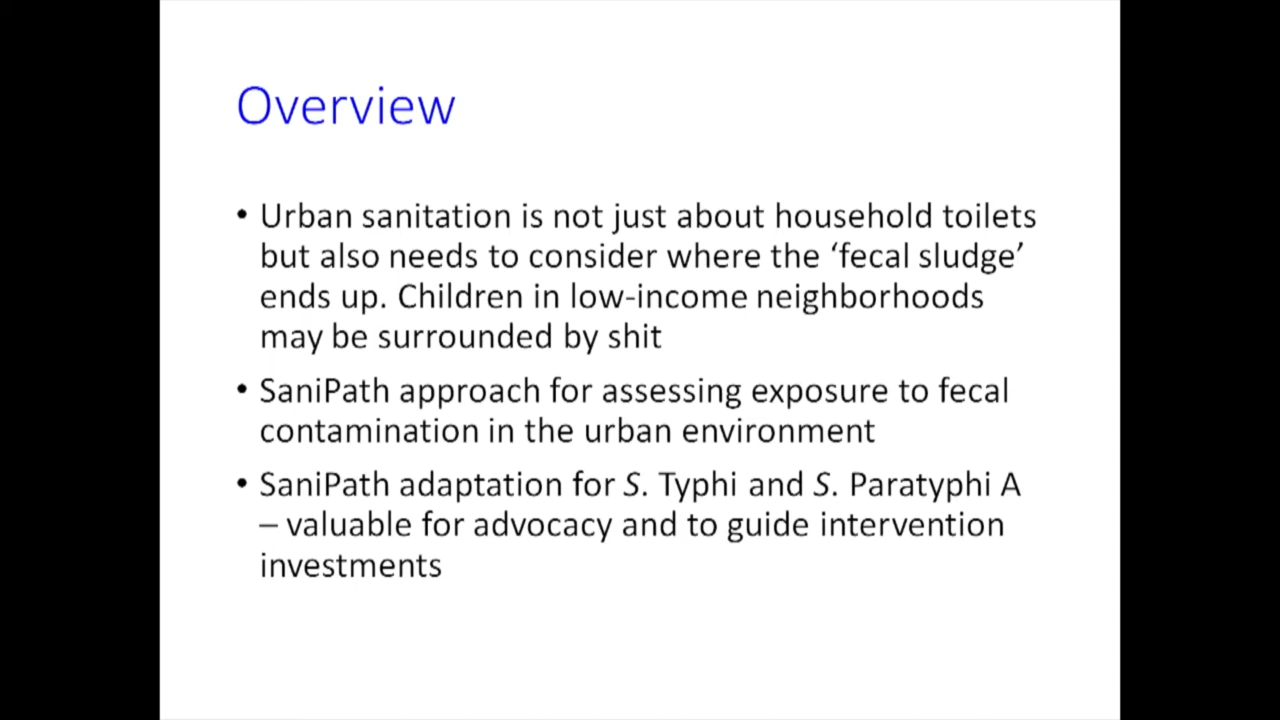 Overview
• Urban sanitation is not just about household toilets
but also needs to consider where the ‘fecal sludge’
ends up. Children in low-income neighborhoods
may be surrounded by shit
• SaniPath approach for assessing exposure to fecal
contamination in the urban environment
• SaniPath adaptation for S. Typhi and S. Paratyphi A
– valuable for advocacy and to guide intervention
investments